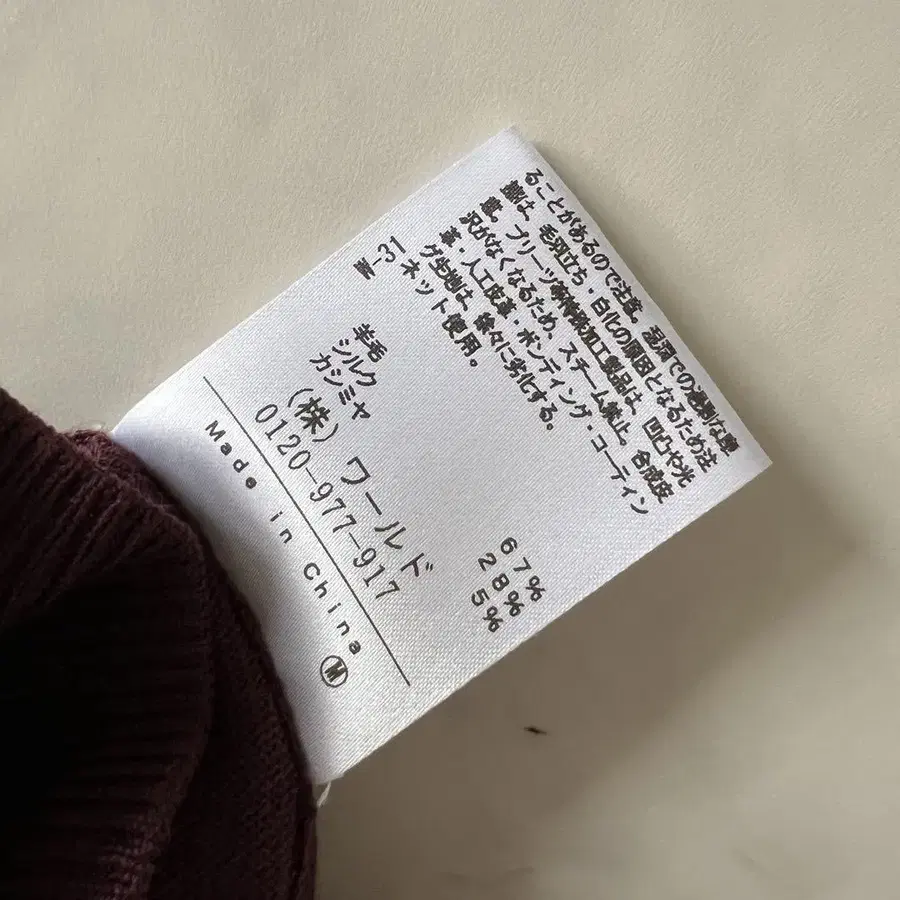 ることがあるので注意。湿潤での過剰な摩
擦は、毛羽立ち・白化の原因となるため注
意。プリーツ等特殊加工製品は、凹凸や光
沢がなくなるため、スチーム禁止。合成皮
革・人工皮革・ボンディング・コーティン
グ生地は、徐々に劣化する。
ネット使用。
W-31
羊毛 67%
シルク 28%
カシミヤ 5%
(株) ワールド
0120-977-917
Made in China Ⓜ